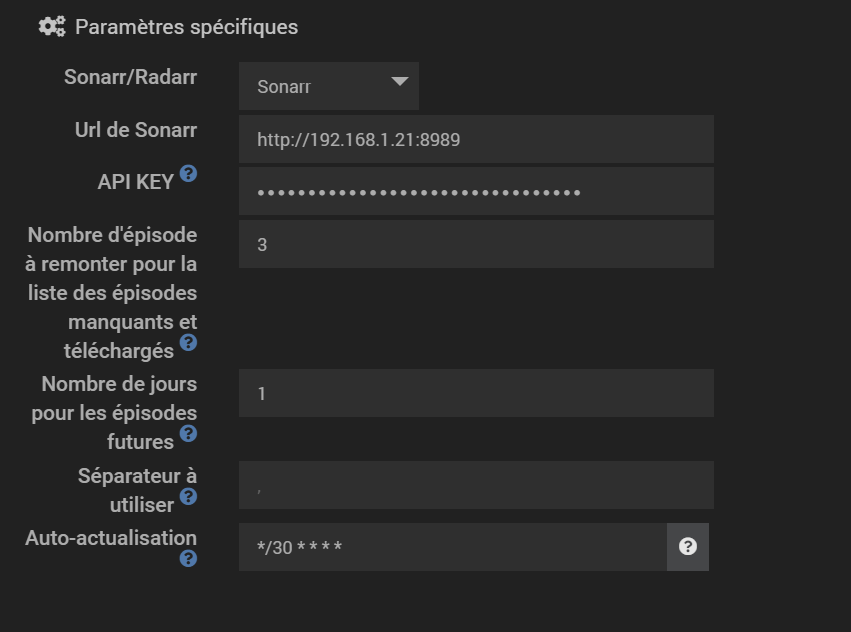 Paramètres spécifiques
Sonarr/Radarr
Sonarr
Url de Sonarr
http://192.168.1.21:8989
API KEY ?
••••••••••••••••••••••••••••••••
Nombre d'épisode
à remonter pour la
liste des épisodes
manquants et
téléchargés ?
3
Nombre de jours
pour les épisodes
futures ?
1
Séparateur à
utiliser ?
,
Auto-actualisation
?
*/30 * * * *
?